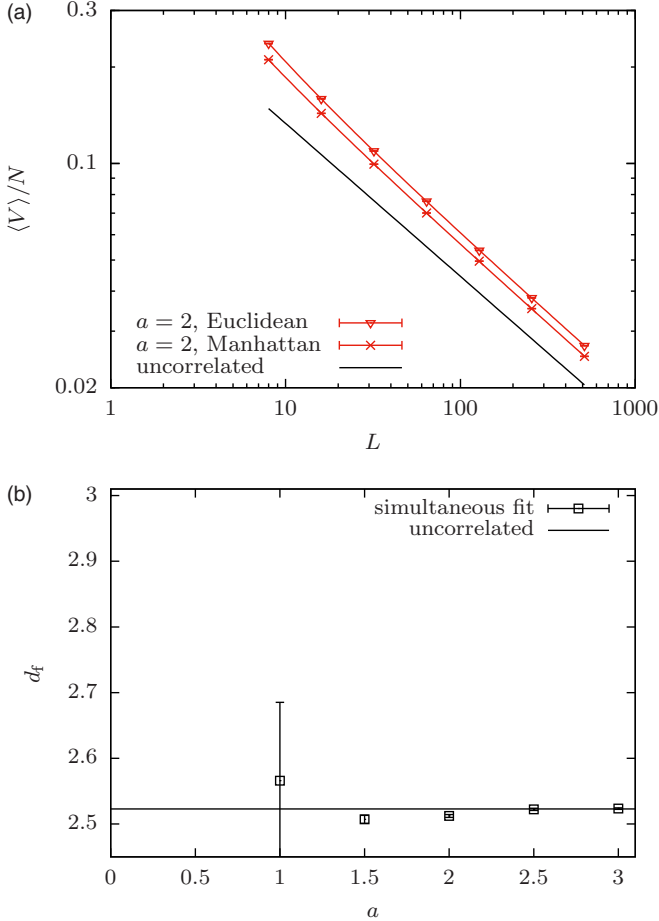 (a)
0.3
0.1
0.02
⟨V⟩/N
a = 2, Euclidean
a = 2, Manhattan
uncorrelated
1 10 100 1000
L
(b)
3
2.9
2.8
2.7
2.6
2.5
d_f
simultaneous fit
uncorrelated
0 0.5 1 1.5 2 2.5 3
a